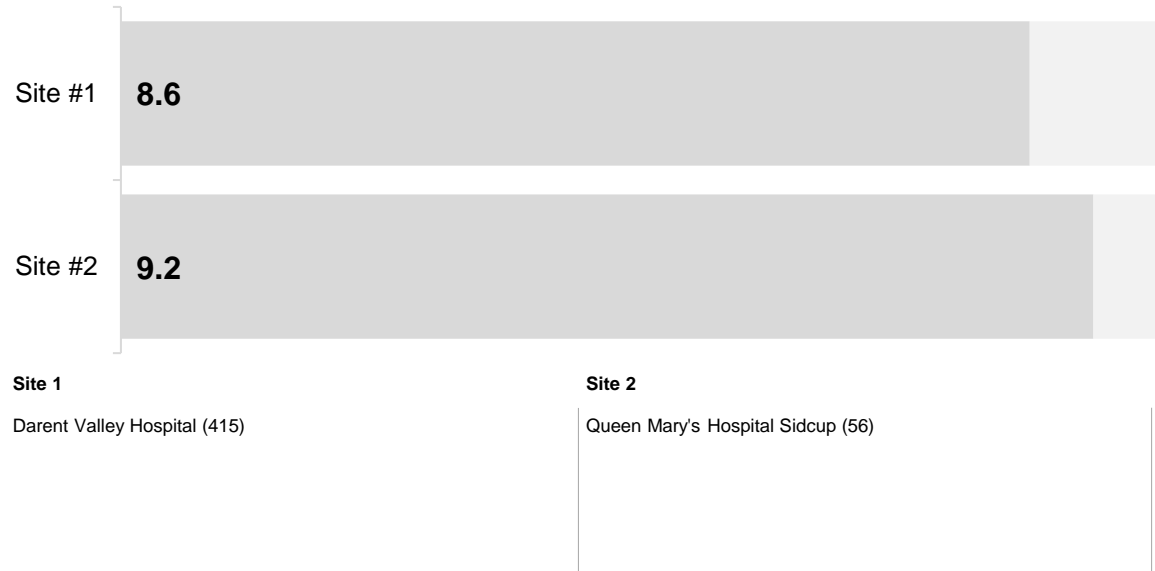 Site #1 8.6
Site #2 9.2
Site 1 Site 2
Darent Valley Hospital (415) Queen Mary's Hospital Sidcup (56)